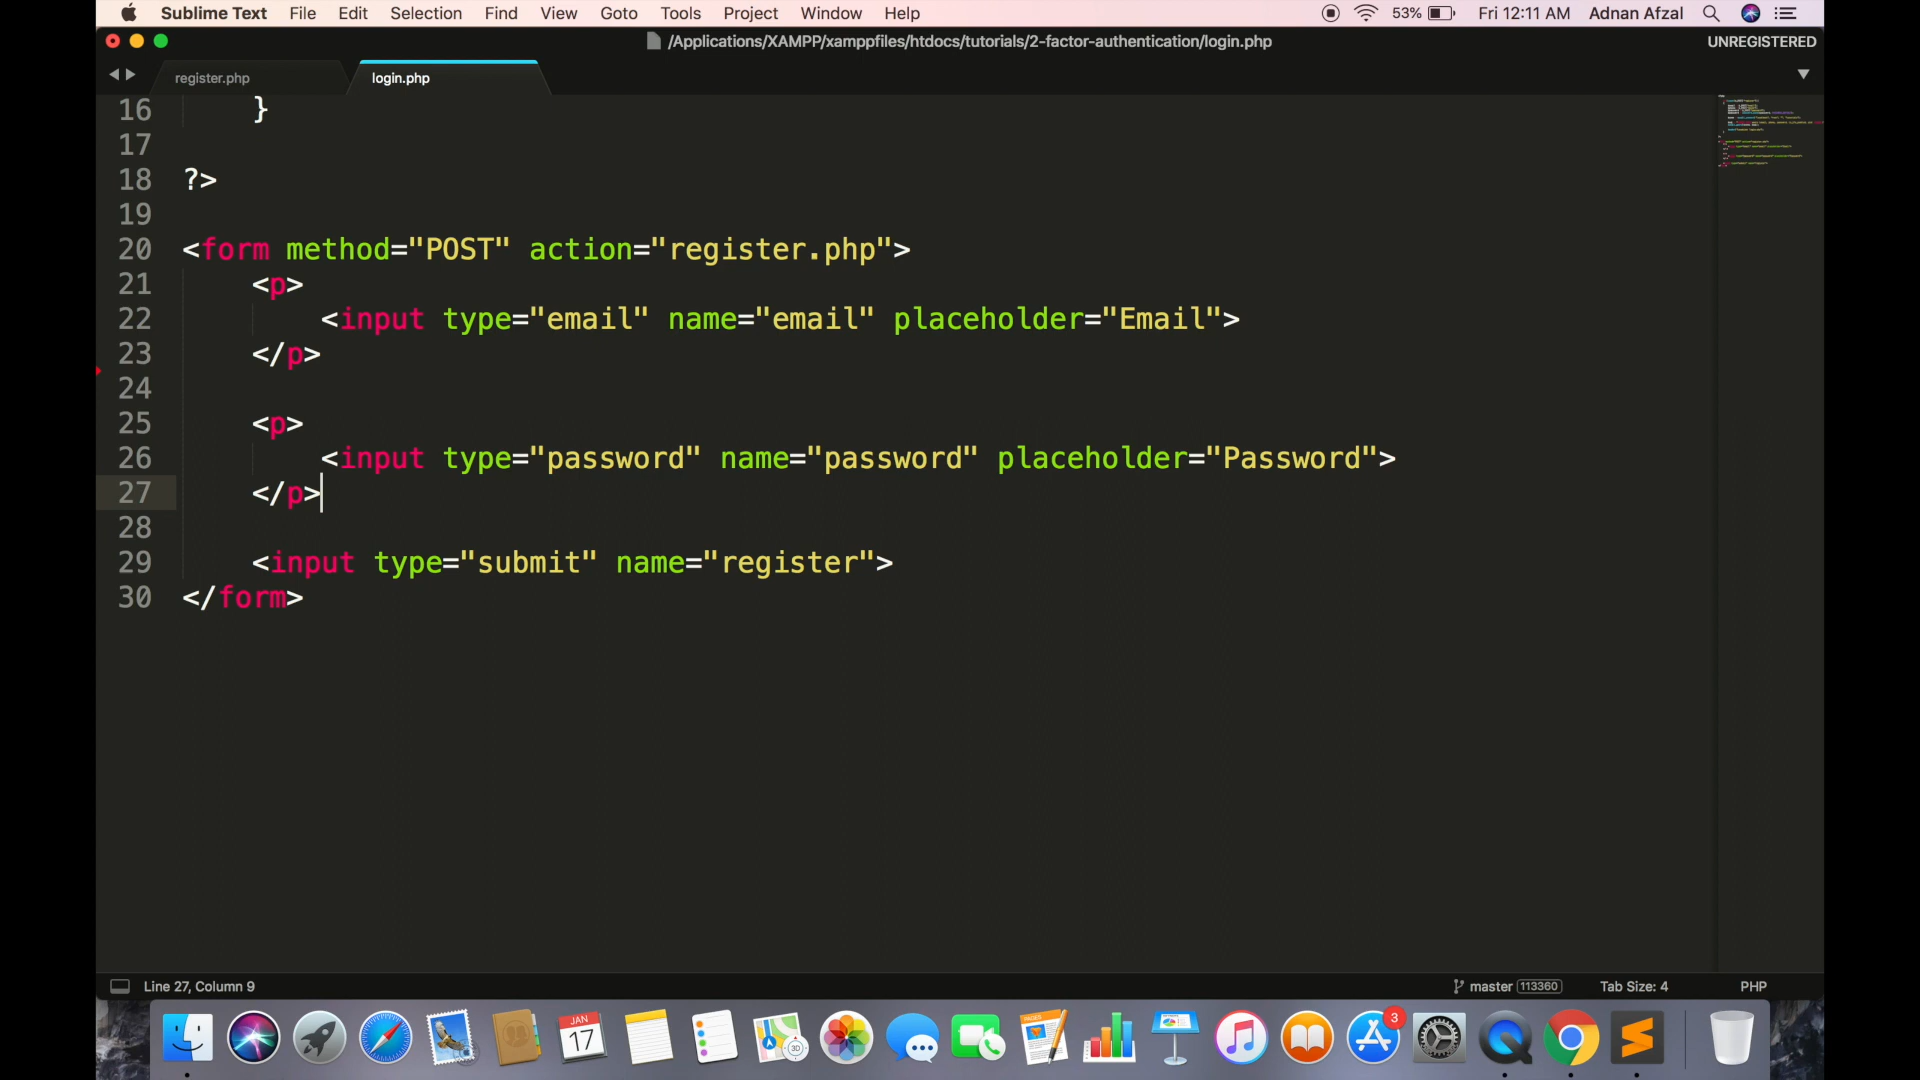 Sublime Text File Edit Selection Find View Goto Tools Project Window Help 53% Fri 12:11 AM Adnan Afzal
/Applications/XAMPP/xamppfiles/htdocs/tutorials/2-factor-authentication/login.php UNREGISTERED
register.php login.php
16 }
17
18 ?>
19
20 <form method="POST" action="register.php">
21 <p>
22 <input type="email" name="email" placeholder="Email">
23 </p>
24
25 <p>
26 <input type="password" name="password" placeholder="Password">
27 </p>
28
29 <input type="submit" name="register">
30 </form>
Line 27, Column 9 master 113360 Tab Size: 4 PHP
JAN
17
30
PAGES
3